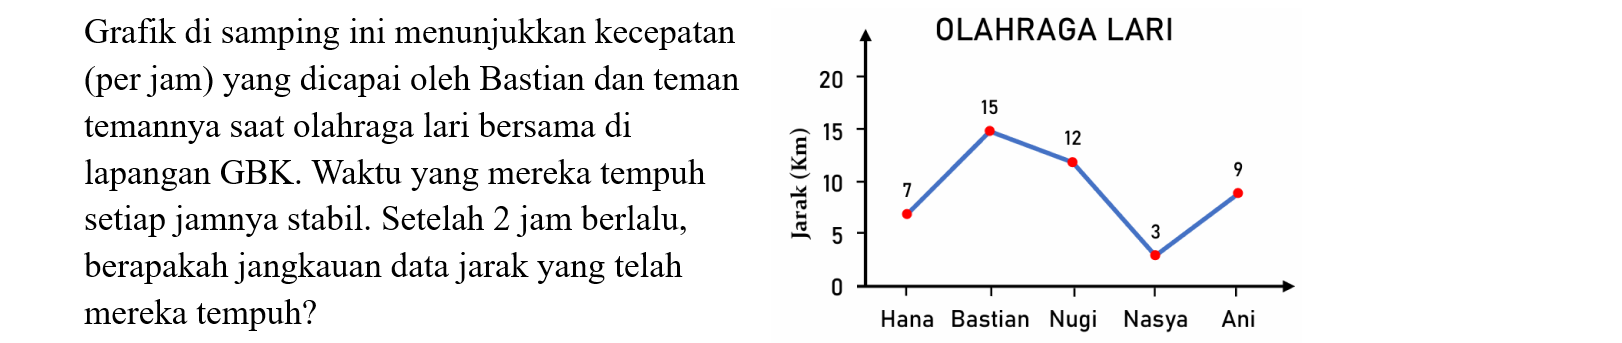 Grafik di samping ini menunjukkan kecepatan
(per jam) yang dicapai oleh Bastian dan teman
temannya saat olahraga lari bersama di
lapangan GBK. Waktu yang mereka tempuh
setiap jamnya stabil. Setelah 2 jam berlalu,
berapakah jangkauan data jarak yang telah
mereka tempuh?
OLAHRAGA LARI
Jarak (Km)
20
15
10
5
0
7
15
12
3
9
Hana Bastian Nugi Nasya Ani